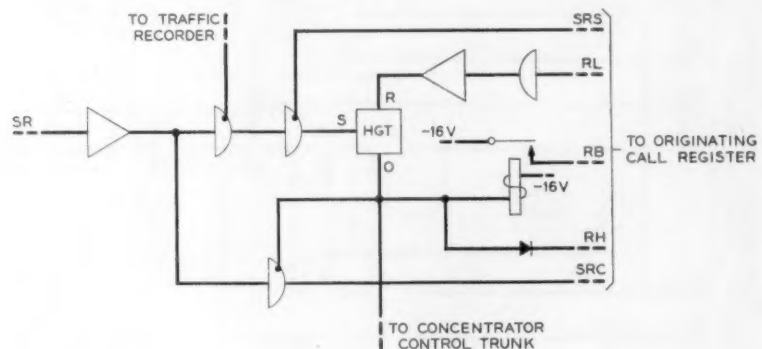 TO TRAFFIC
RECORDER
SRS
RL
R
SR
S
HGT
-16V
TO ORIGINATING
CALL REGISTER
RB
O
-16V
RH
SRC
TO CONCENTRATOR
CONTROL TRUNK